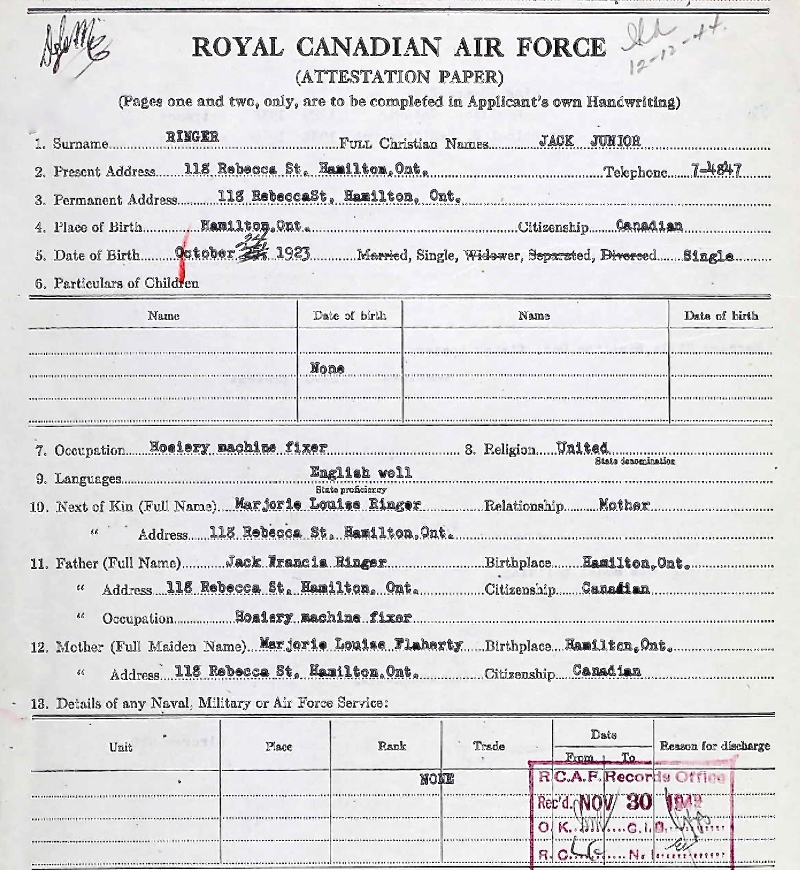 12-12-44
ROYAL CANADIAN AIR FORCE
(ATTESTATION PAPER)
(Pages one and two, only, are to be completed in Applicant's own Handwriting)
1. Surname RINGER Full Christian Names JACK JUNIOR
2. Present Address 118 Rebecca St. Hamilton,Ont. Telephone 7-4847
3. Permanent Address 118 RebeccaSt. Hamilton, Ont.
4. Place of Birth Hamilton,Ont. Citizenship Canadian
5. Date of Birth October 1923 Married, Single, Widower, Separated, Divorced Single
6. Particulars of Children
Name Date of birth Name Date of birth
None
7. Occupation Hosiery machine fixer 8. Religion United
State denomination
9. Languages English well
State proficiency
10. Next of Kin (Full Name) Marjorie Louise Ringer Relationship Mother
" Address 118 Rebecca St. Hamilton,Ont.
11. Father (Full Name) Jack Francis Ringer Birthplace Hamilton,Ont.
" Address 118 Rebecca St. Hamilton, Ont. Citizenship Canadian
" Occupation Hosiery machine fixer
12. Mother (Full Maiden Name) Marjorie Louise Flaherty Birthplace Hamilton,Ont.
" Address 118 Rebecca St. Hamilton,Ont. Citizenship Canadian
13. Details of any Naval, Military or Air Force Service:
Unit Place Rank Trade Date Reason for discharge
From To
NONE
R.C.A.F. Records Office
Rec'd. NOV 30 1942
O.K. C.I.B.
R.C. N.